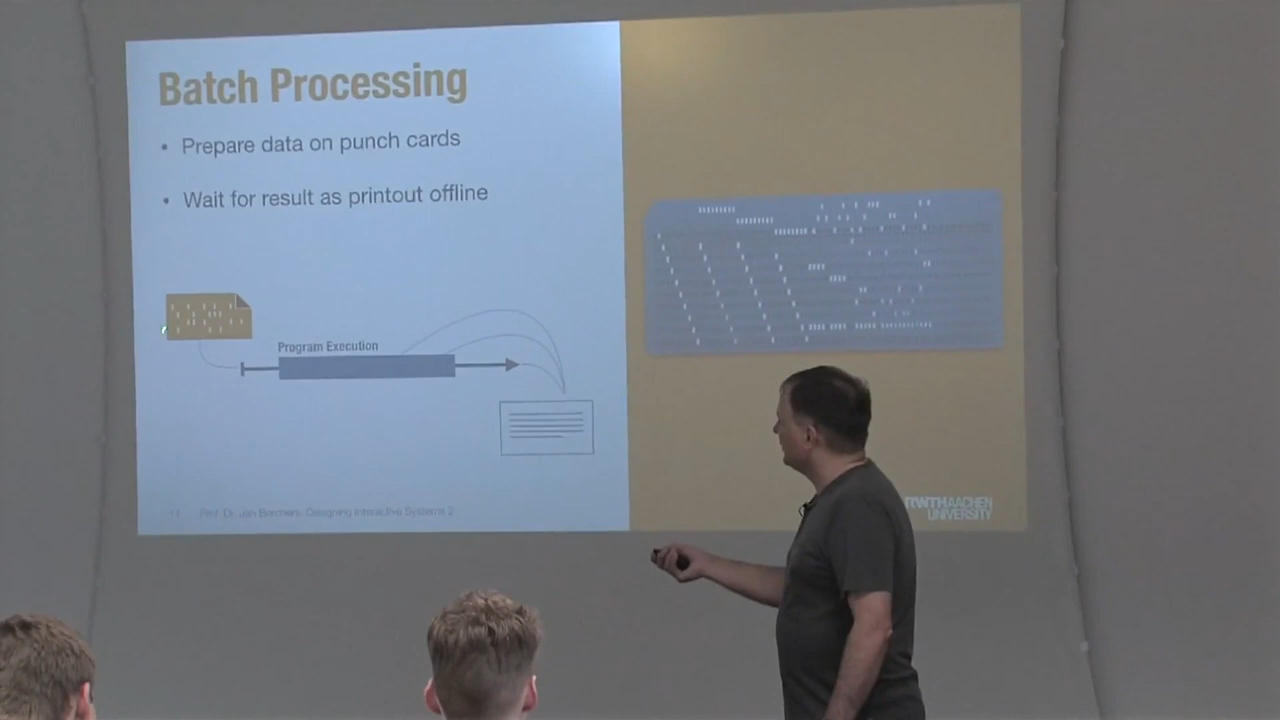 Batch Processing
• Prepare data on punch cards
• Wait for result as printout offline
Program Execution
Prof. Dr. Jan Borchers: Designing Interactive Systems 2
RWTHAACHEN
UNIVERSITY